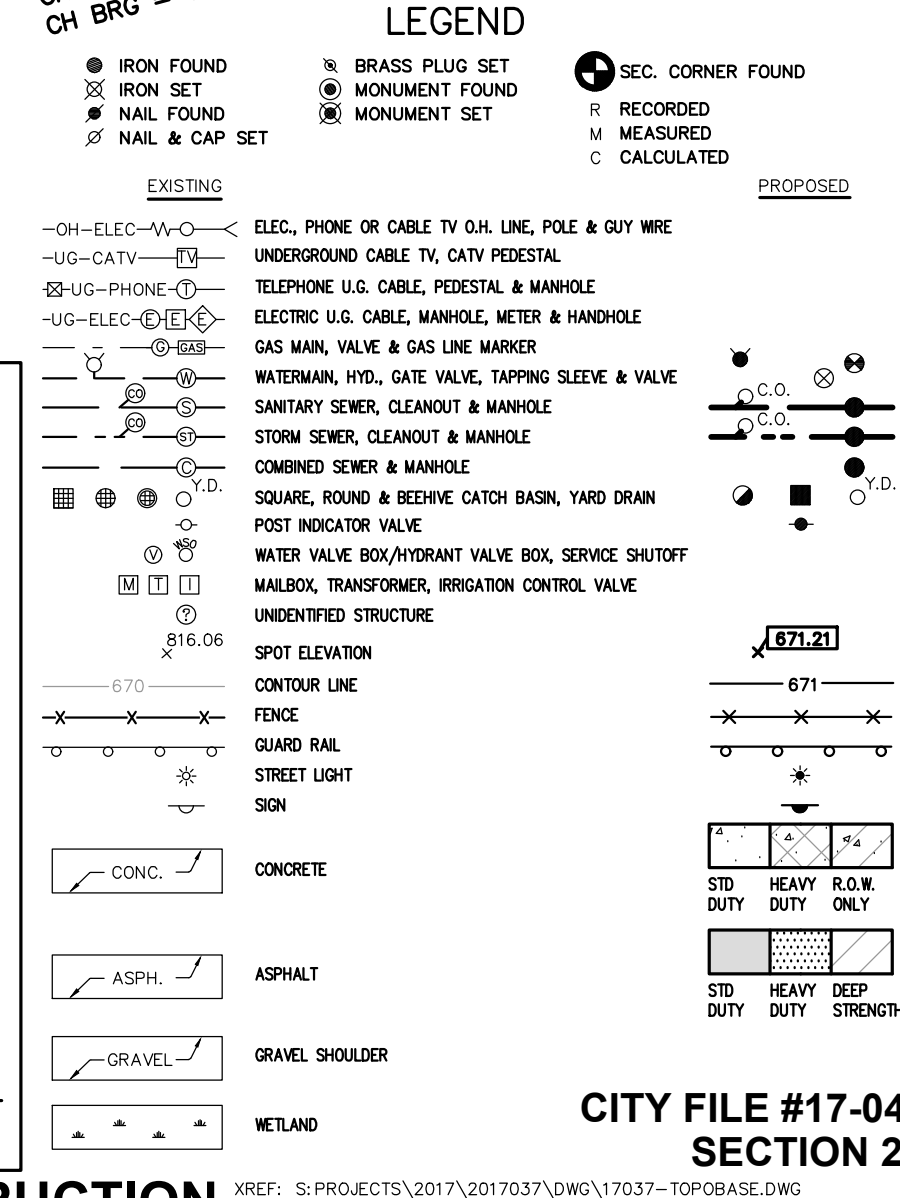 CH BRG
LEGEND
IRON FOUND
IRON SET
NAIL FOUND
NAIL & CAP SET
BRASS PLUG SET
MONUMENT FOUND
MONUMENT SET
SEC. CORNER FOUND
R RECORDED
M MEASURED
C CALCULATED
EXISTING
PROPOSED
-OH-ELEC- ELEC., PHONE OR CABLE TV O.H. LINE, POLE & GUY WIRE
-UG-CATV- TV UNDERGROUND CABLE TV, CATV PEDESTAL
-UG-PHONE- T TELEPHONE U.G. CABLE, PEDESTAL & MANHOLE
-UG-ELEC- E E E ELECTRIC U.G. CABLE, MANHOLE, METER & HANDHOLE
G GAS GAS MAIN, VALVE & GAS LINE MARKER
W WATERMAIN, HYD., GATE VALVE, TAPPING SLEEVE & VALVE
CO S SANITARY SEWER, CLEANOUT & MANHOLE C.O.
CO ST STORM SEWER, CLEANOUT & MANHOLE C.O.
C COMBINED SEWER & MANHOLE
Y.D. SQUARE, ROUND & BEEHIVE CATCH BASIN, YARD DRAIN Y.D.
POST INDICATOR VALVE
V WSO WATER VALVE BOX/HYDRANT VALVE BOX, SERVICE SHUTOFF
M T I MAILBOX, TRANSFORMER, IRRIGATION CONTROL VALVE
? UNIDENTIFIED STRUCTURE
816.06 SPOT ELEVATION 671.21
670 CONTOUR LINE 671
FENCE
GUARD RAIL
STREET LIGHT
SIGN
CONC. CONCRETE
STD DUTY
HEAVY DUTY
R.O.W. ONLY
ASPH. ASPHALT
STD DUTY
HEAVY DUTY
DEEP STRENGTH
GRAVEL GRAVEL SHOULDER
WETLAND
CITY FILE #17-04
SECTION 2
RUCTION
XREF: S:PROJECTS\2017\2017037\DWG\17037-TOPOBASE.DWG